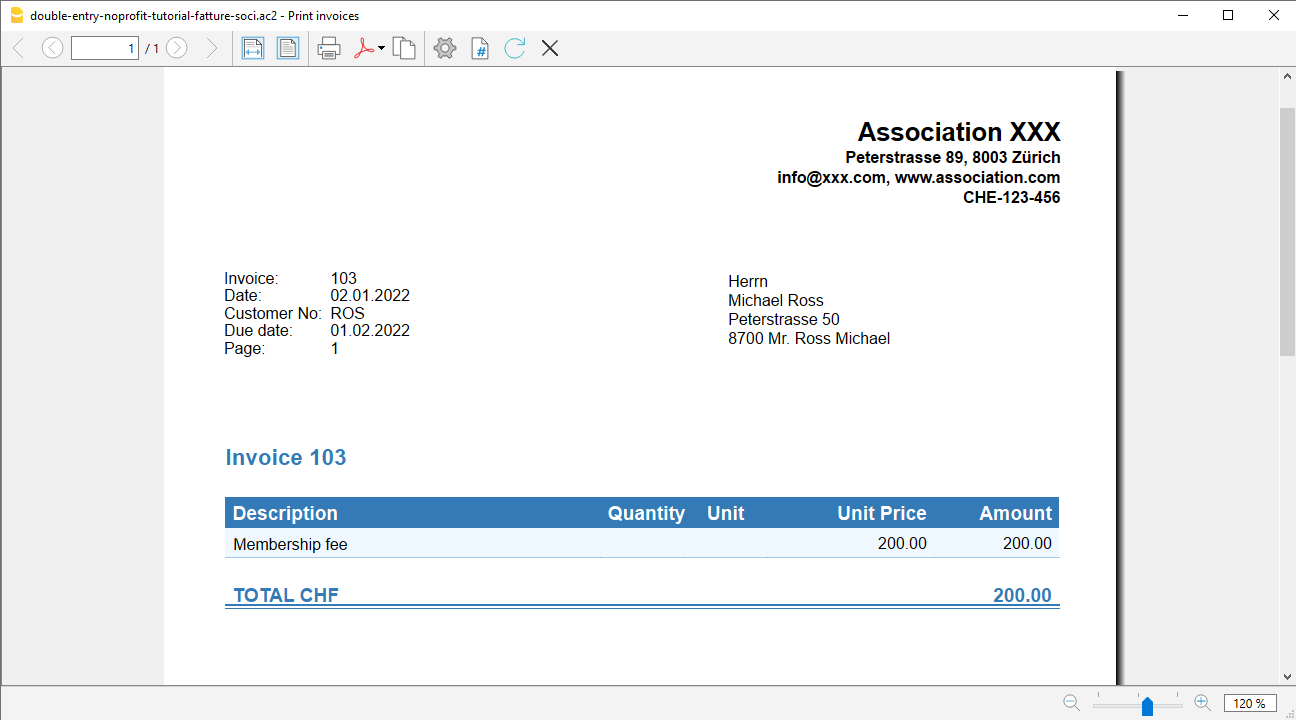 double-entry-noprofit-tutorial-fatture-soci.ac2 - Print invoices
1 / 1
#
Association XXX
Peterstrasse 89, 8003 Zürich
info@xxx.com, www.association.com
CHE-123-456
Invoice: 103
Date: 02.01.2022
Customer No: ROS
Due date: 01.02.2022
Page: 1
Herrn
Michael Ross
Peterstrasse 50
8700 Mr. Ross Michael
Invoice 103
Description Quantity Unit Unit Price Amount
Membership fee 200.00 200.00
TOTAL CHF 200.00
120 %